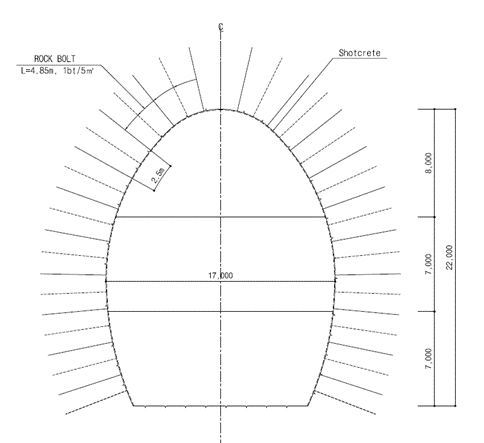 ℄
ROCK BOLT
L=4.85m, 1bt/5㎡
Shotcrete
2.5m
8,000
17,000
7,000
22,000
7,000